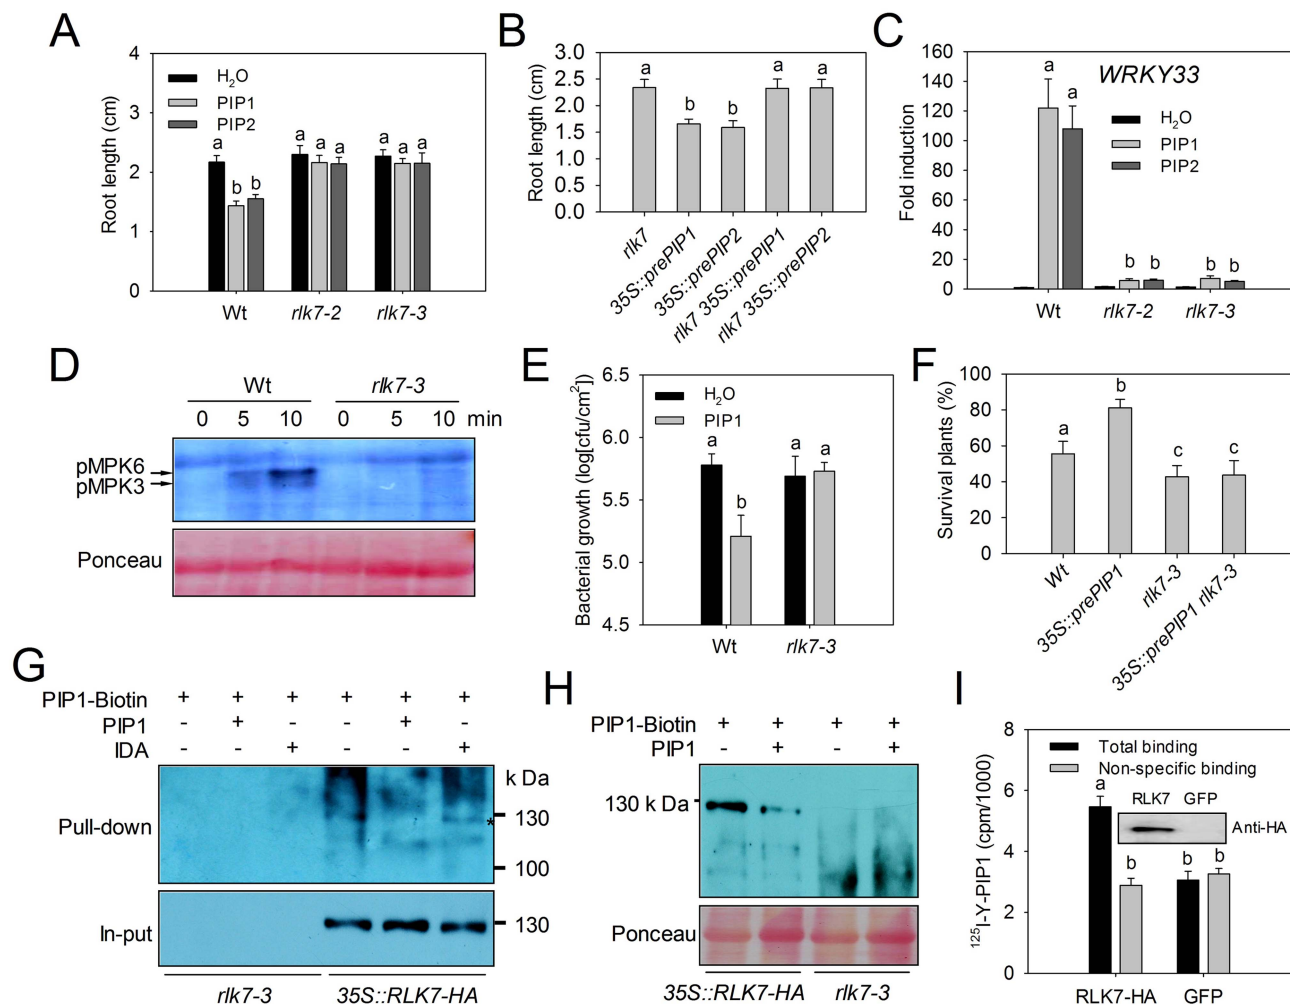 A
Root length (cm)
4
3
2
1
0
H2O
PIP1
PIP2
a b b a a a a a a
Wt rlk7-2 rlk7-3
B
Root length (cm)
3.0
2.5
2.0
1.5
1.0
0.5
0.0
a b b a a
rlk7
35S::prePIP1
35S::prePIP2
rlk7 35S::prePIP1
rlk7 35S::prePIP2
C
Fold induction
160
140
120
100
80
60
40
20
0
WRKY33
H2O
PIP1
PIP2
a a b b b b
Wt rlk7-2 rlk7-3
D
Wt rlk7-3
0 5 10 0 5 10 min
pMPK6
pMPK3
Ponceau
E
Bacterial growth (log[cfu/cm2])
6.5
6.0
5.5
5.0
4.5
H2O
PIP1
a b a a
Wt rlk7-3
F
Survival plants (%)
100
80
60
40
20
0
a b c c
Wt
35S::prePIP1
rlk7-3
35S::prePIP1 rlk7-3
G
PIP1-Biotin + + + + + +
PIP1 - + - - + -
IDA - - + - - +
k Da
130
*
100
Pull-down
130
In-put
rlk7-3 35S::RLK7-HA
H
PIP1-Biotin + + + +
PIP1 - + - +
130 k Da
Ponceau
35S::RLK7-HA rlk7-3
I
125I-Y-PIP1 (cpm/1000)
8
6
4
2
0
Total binding
Non-specific binding
RLK7 GFP
Anti-HA
a b b b
RLK7-HA GFP